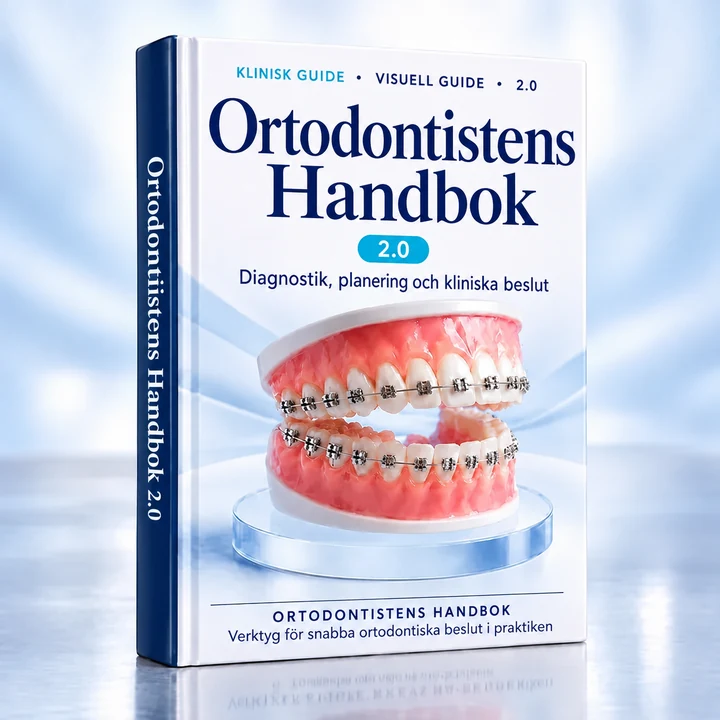 KLINISK GUIDE • VISUELL GUIDE • 2.0
Ortodontistens
Handbok
2.0
Diagnostik, planering och kliniska beslut
ORTODONTISTENS HANDBOK
Verktyg för snabba ortodontiska beslut i praktiken
Ortodontiistens Handbok 2.0